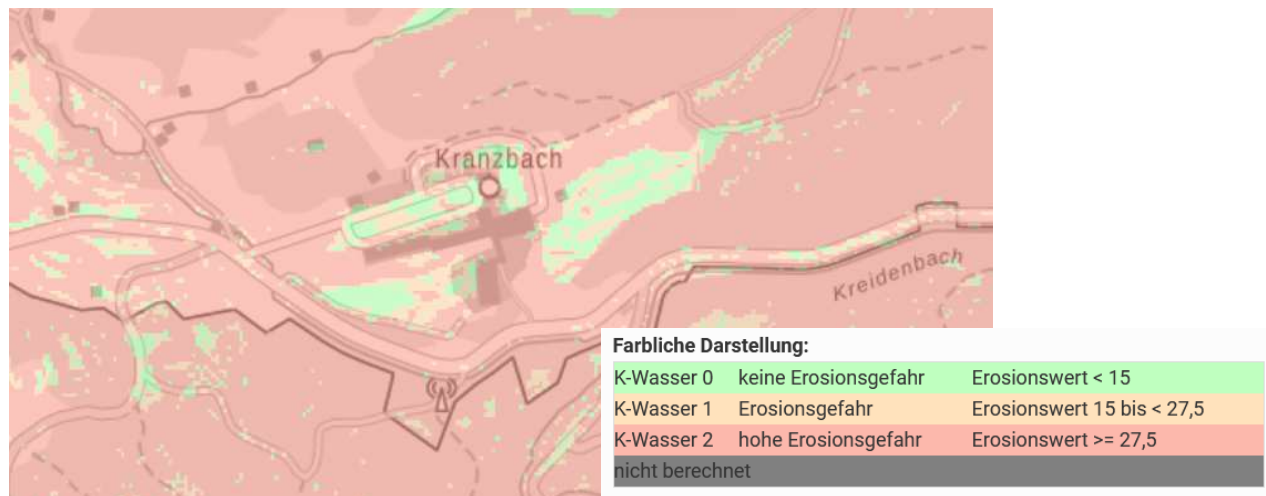 Kranzbach
Kreidenbach
Farbliche Darstellung:
K-Wasser 0 keine Erosionsgefahr Erosionswert < 15
K-Wasser 1 Erosionsgefahr Erosionswert 15 bis < 27,5
K-Wasser 2 hohe Erosionsgefahr Erosionswert >= 27,5
nicht berechnet